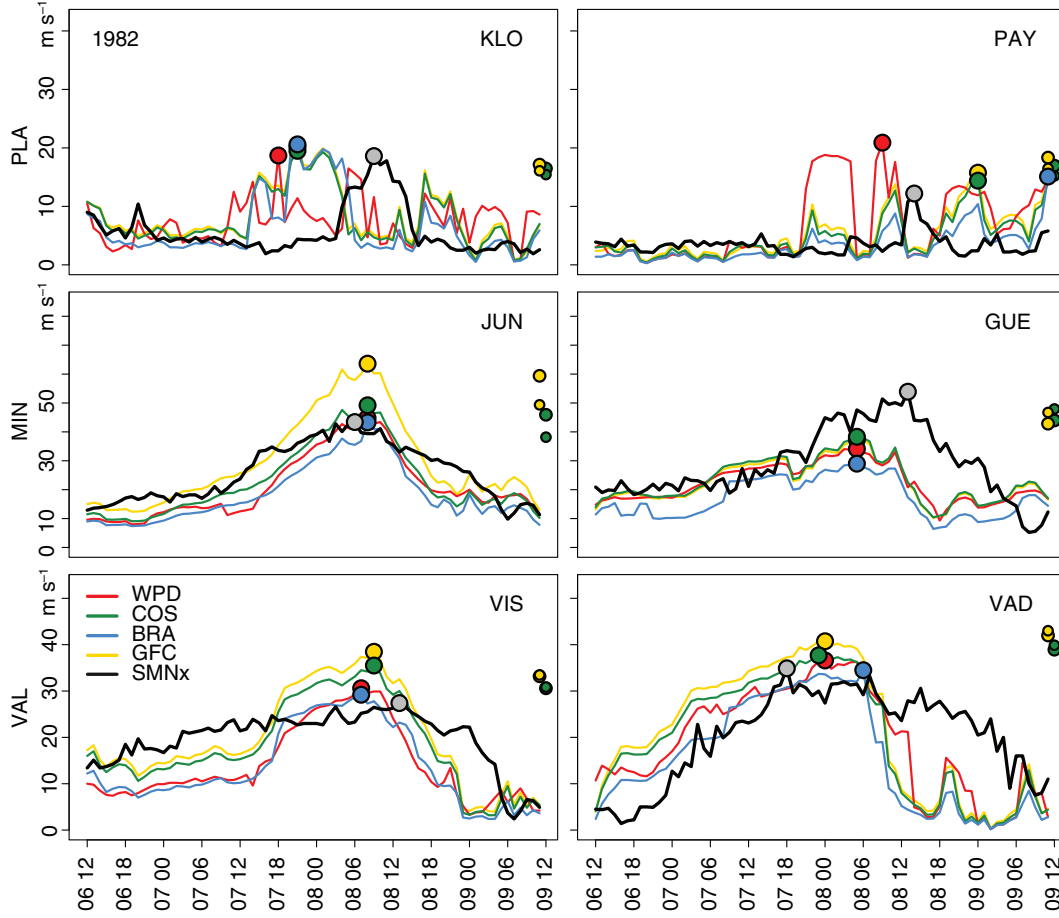 1982
KLO
PAY
PLA
m s⁻¹
30
20
10
0
JUN
GUE
MIN
m s⁻¹
50
30
10
0
WPD
COS
BRA
GFC
SMNx
VIS
VAD
VAL
m s⁻¹
40
30
20
10
0
06 12
06 18
07 00
07 06
07 12
07 18
08 00
08 06
08 12
08 18
09 00
09 06
09 12
06 12
06 18
07 00
07 06
07 12
07 18
08 00
08 06
08 12
08 18
09 00
09 06
09 12